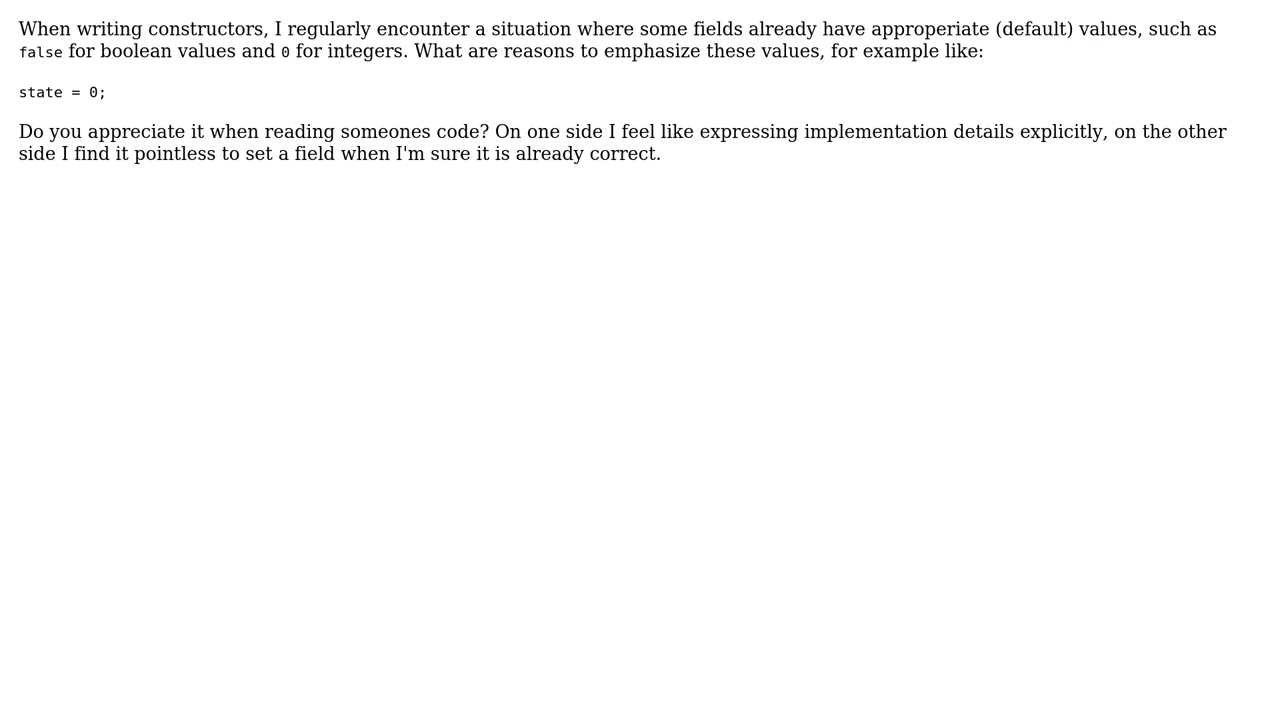 When writing constructors, I regularly encounter a situation where some fields already have approperiate (default) values, such as
false for boolean values and 0 for integers. What are reasons to emphasize these values, for example like:
state = 0;
Do you appreciate it when reading someones code? On one side I feel like expressing implementation details explicitly, on the other
side I find it pointless to set a field when I'm sure it is already correct.